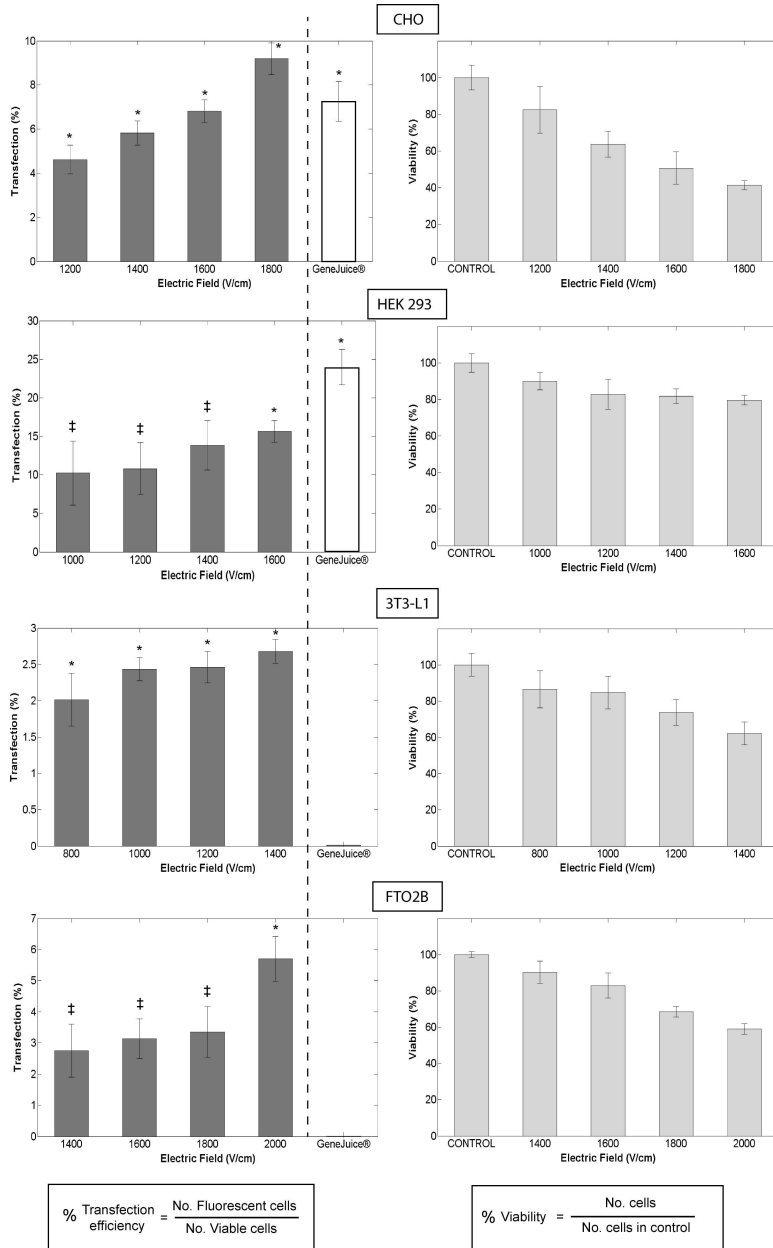 CHO
10
8
6
4
2
0
Transfection (%)
*
*
*
*
*
1200 1400 1600 1800 GeneJuice®
Electric Field (V/cm)
100
80
60
40
20
0
Viability (%)
CONTROL 1200 1400 1600 1800
Electric Field (V/cm)
HEK 293
30
25
20
15
10
5
0
Transfection (%)
‡
‡
‡
*
*
1000 1200 1400 1600 GeneJuice®
Electric Field (V/cm)
100
80
60
40
20
0
Viability (%)
CONTROL 1000 1200 1400 1600
Electric Field (V/cm)
3T3-L1
3
2.5
2
1.5
1
0.5
0
Transfection (%)
*
*
*
*
800 1000 1200 1400 GeneJuice®
Electric Field (V/cm)
100
80
60
40
20
0
Viability (%)
CONTROL 800 1000 1200 1400
Electric Field (V/cm)
FTO2B
7
6
5
4
3
2
1
0
Transfection (%)
‡
‡
‡
*
1400 1600 1800 2000 GeneJuice®
Electric Field (V/cm)
100
80
60
40
20
0
Viability (%)
CONTROL 1400 1600 1800 2000
Electric Field (V/cm)
% Transfection efficiency = No. Fluorescent cells
No. Viable cells
% Viability = No. cells
No. cells in control